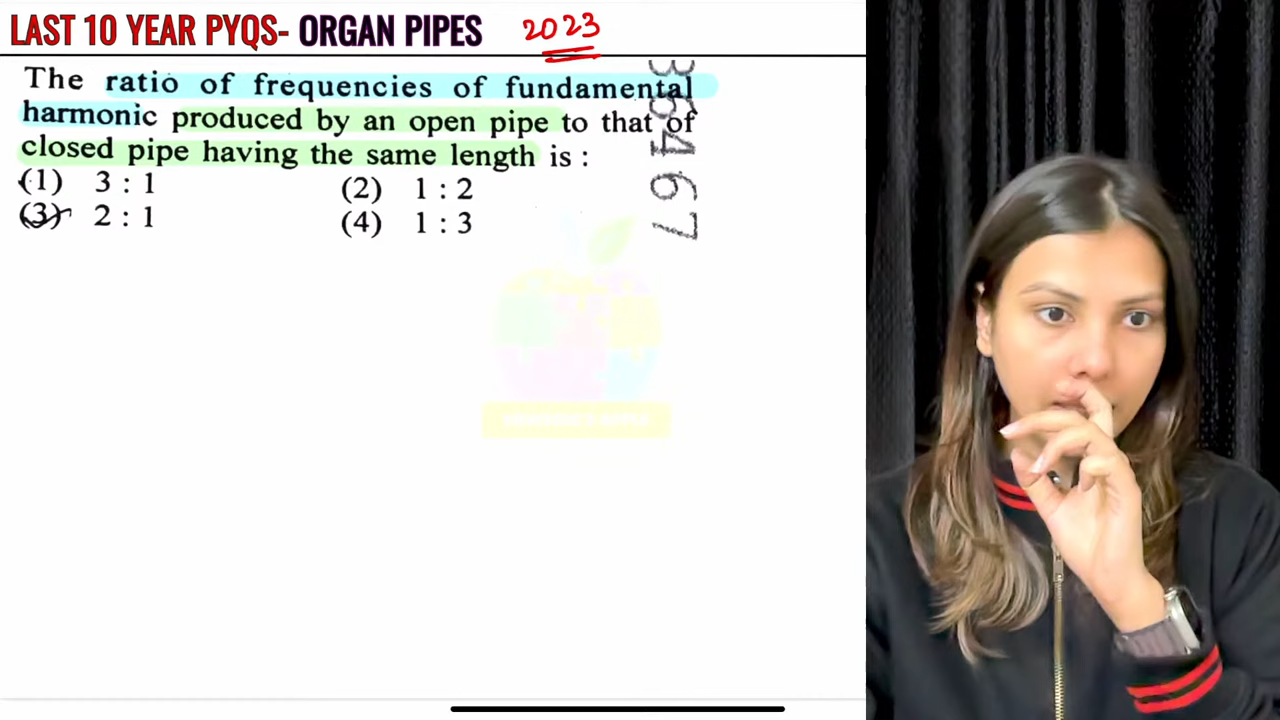 LAST 10 YEAR PYQS- ORGAN PIPES 2023
The ratio of frequencies of fundamental
harmonic produced by an open pipe to that of
closed pipe having the same length is :
(1) 3 : 1 (2) 1 : 2
(3) 2 : 1 (4) 1 : 3